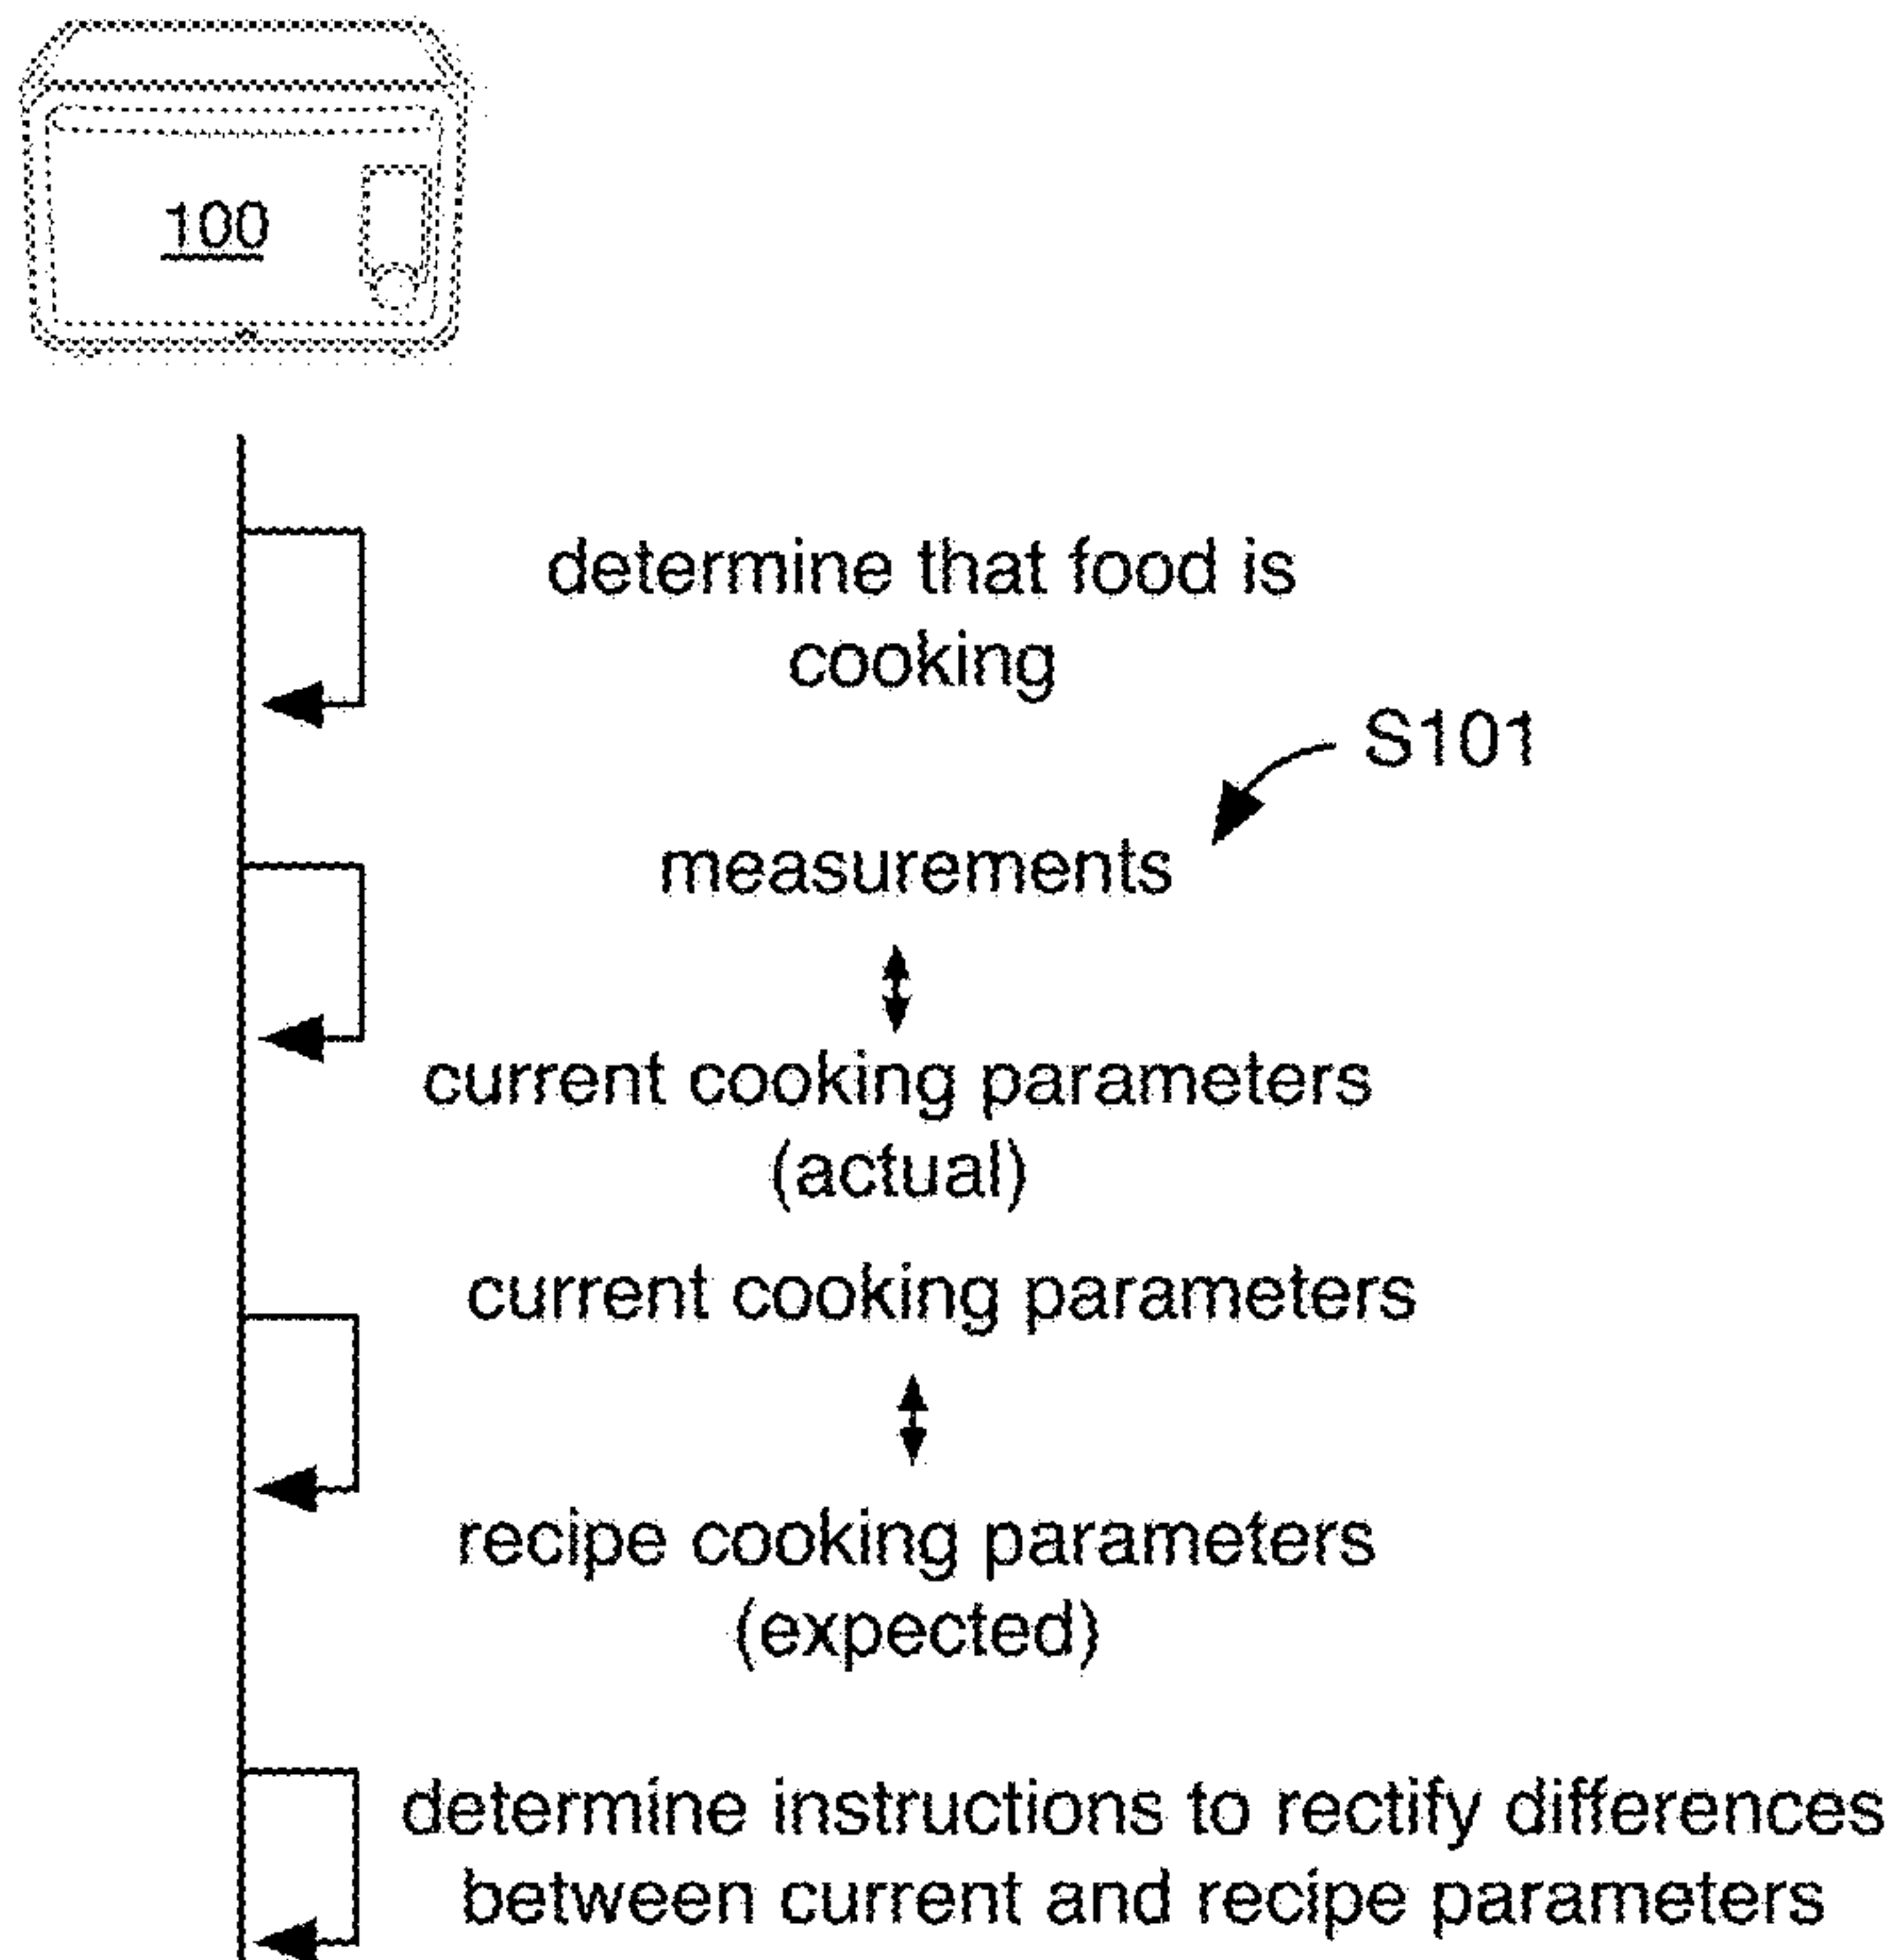 100
determine that food is
cooking
S101
measurements
current cooking parameters
(actual)
current cooking parameters
recipe cooking parameters
(expected)
determine instructions to rectify differences
between current and recipe parameters